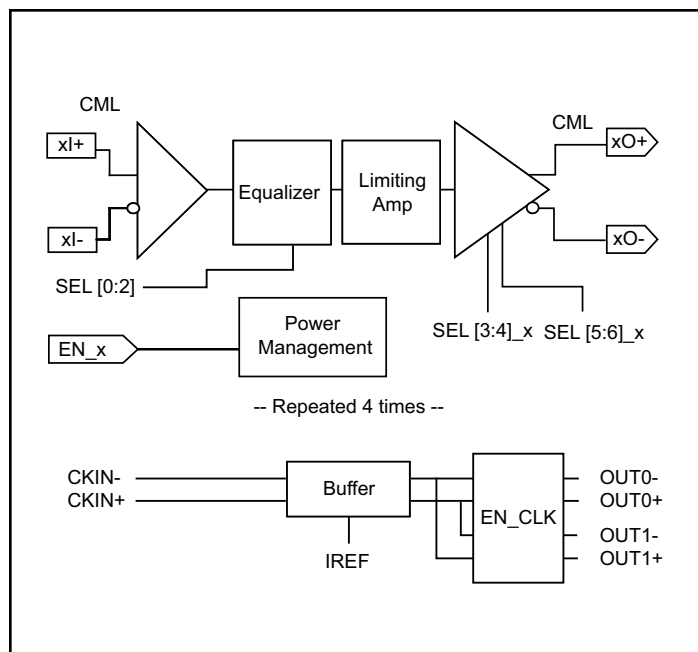 CML
xI+
xI-
Equalizer
Limiting
Amp
CML
xO+
xO-
SEL [0:2]
SEL [3:4]_x
SEL [5:6]_x
EN_x
Power
Management
-- Repeated 4 times --
CKIN-
CKIN+
Buffer
IREF
EN_CLK
OUT0-
OUT0+
OUT1-
OUT1+